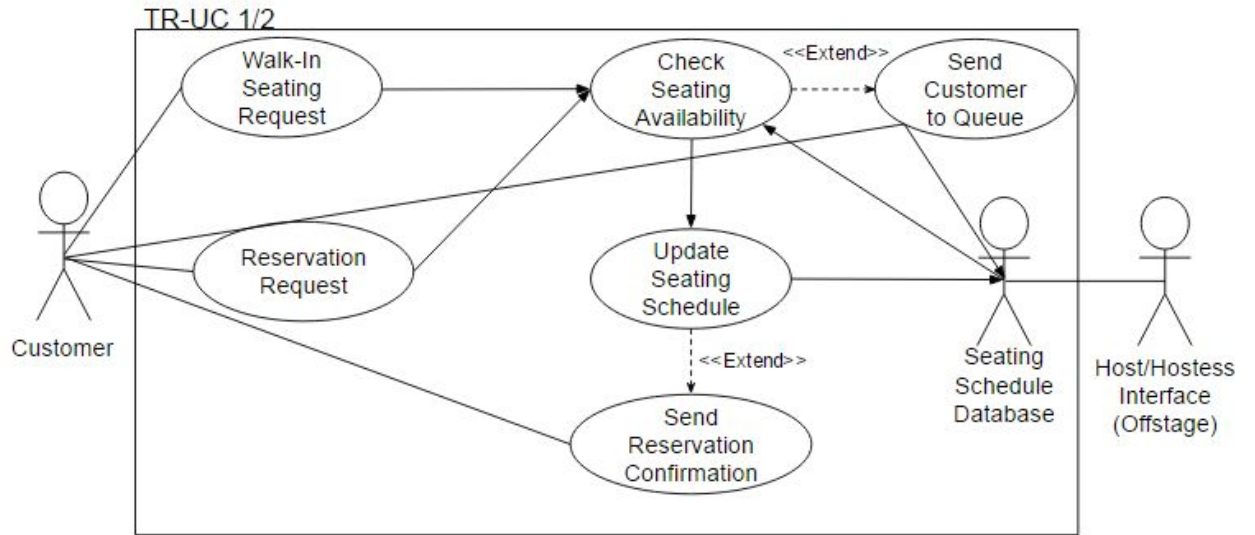 TR-UC 1/2
Walk-In
Seating
Request
Check
Seating
Availability
<<Extend>>
Send
Customer
to Queue
Reservation
Request
Update
Seating
Schedule
Customer
<<Extend>>
Seating
Schedule
Database
Host/Hostess
Interface
(Offstage)
Send
Reservation
Confirmation